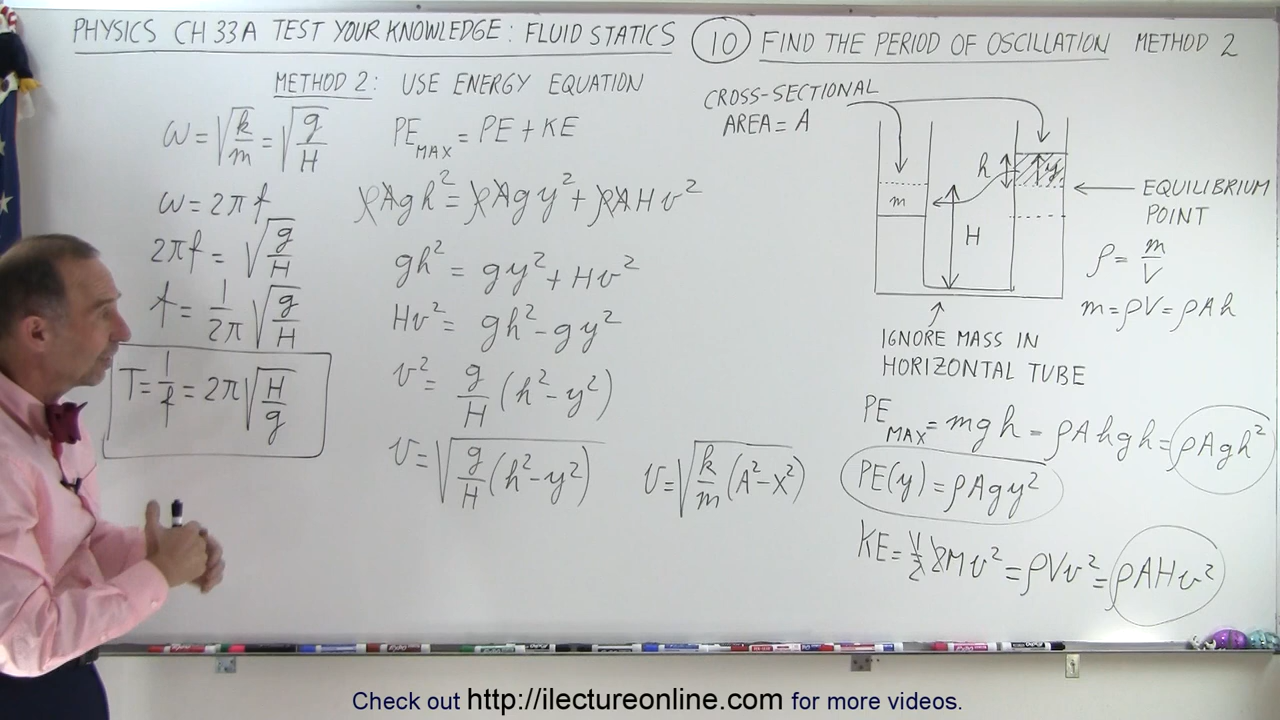 PHYSICS CH 33A TEST YOUR KNOWLEDGE: FLUID STATICS 10 FIND THE PERIOD OF OSCILLATION METHOD 2
METHOD 2: USE ENERGY EQUATION
ω = √(k/m) = √(g/H)
ω = 2πf
2πf = √(g/H)
f = 1/2π √(g/H)
T = 1/f = 2π√(H/g)
PE_MAX = PE + KE
ρAgh² = ρAgy² + ρAHv²
gh² = gy² + Hv²
Hv² = gh² - gy²
v² = g/H (h² - y²)
v = √(g/H (h² - y²))
v = √(k/m (A² - x²))
CROSS-SECTIONAL
AREA = A
h
y
m
H
EQUILIBRIUM
POINT
ρ = m/V
m = ρV = ρAh
IGNORE MASS IN
HORIZONTAL TUBE
PE_MAX = mgh = ρAhgh = ρAgh²
PE(y) = ρAgy²
KE = 1/2 2Mv² = ρVv² = ρAHv²
Check out http://ilectureonline.com for more videos.